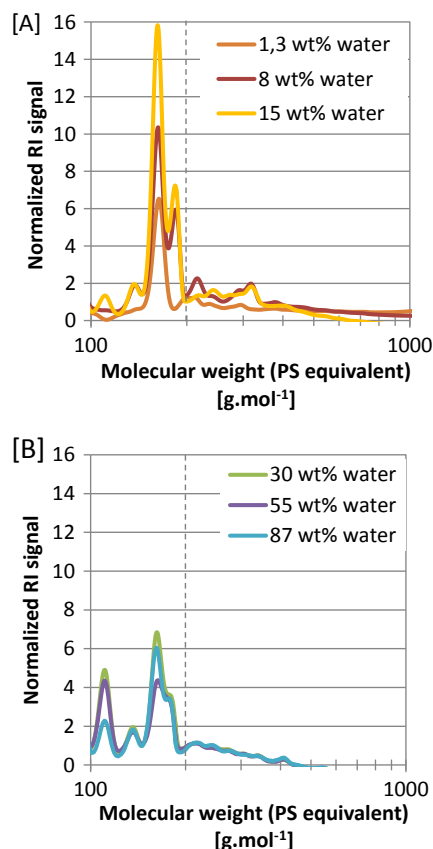 [A]
Normalized RI signal
16
14
12
10
8
6
4
2
0
1,3 wt% water
8 wt% water
15 wt% water
100
1000
Molecular weight (PS equivalent)
[g.mol⁻¹]
[B]
Normalized RI signal
16
14
12
10
8
6
4
2
0
30 wt% water
55 wt% water
87 wt% water
100
1000
Molecular weight (PS equivalent)
[g.mol⁻¹]